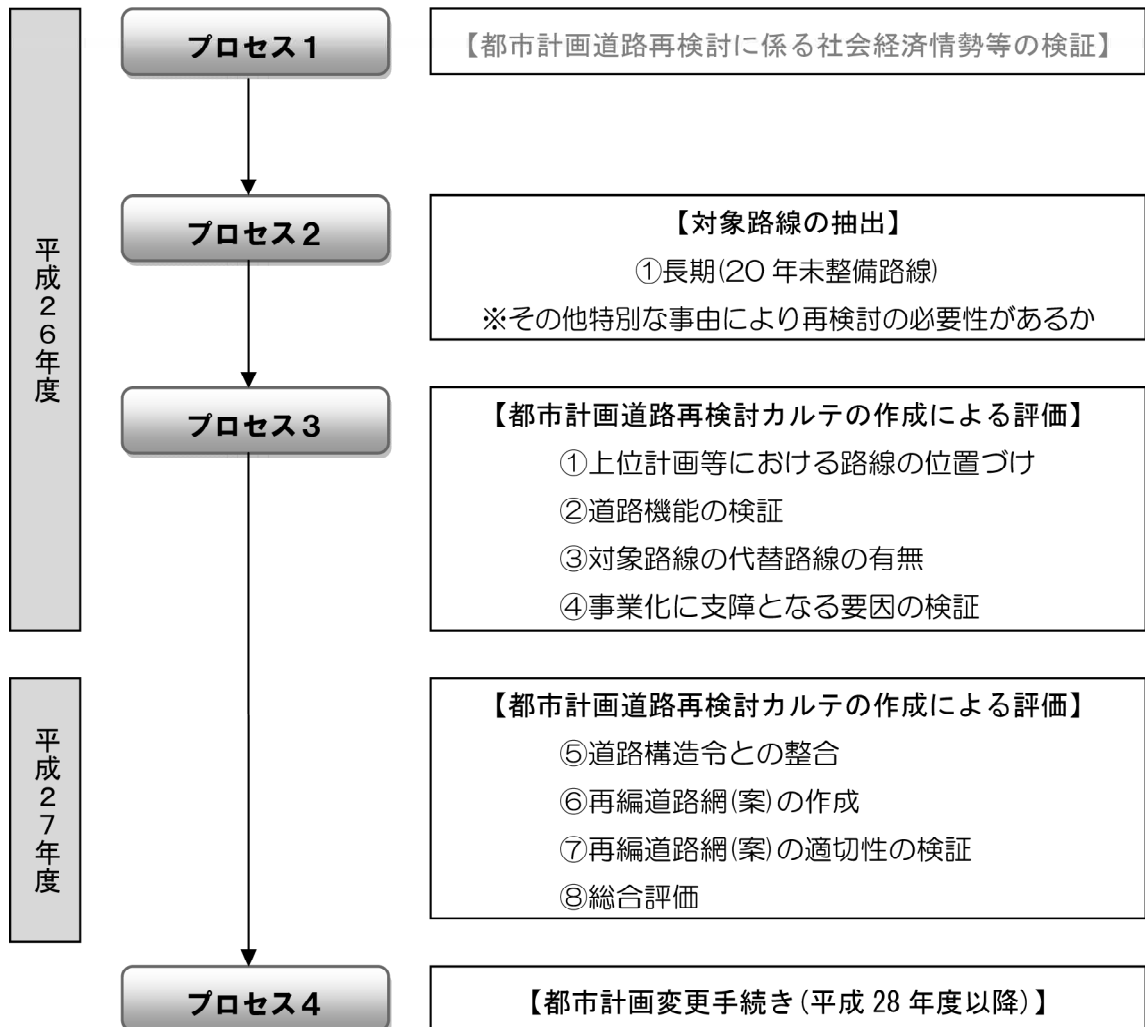 平成26年度
プロセス1
【都市計画道路再検討に係る社会経済情勢等の検証】
プロセス2
【対象路線の抽出】
①長期(20年未整備路線)
※その他特別な事由により再検討の必要性があるか
プロセス3
【都市計画道路再検討カルテの作成による評価】
①上位計画等における路線の位置づけ
②道路機能の検証
③対象路線の代替路線の有無
④事業化に支障となる要因の検証
平成27年度
【都市計画道路再検討カルテの作成による評価】
⑤道路構造令との整合
⑥再編道路網(案)の作成
⑦再編道路網(案)の適切性の検証
⑧総合評価
プロセス4
【都市計画変更手続き(平成28年度以降)】